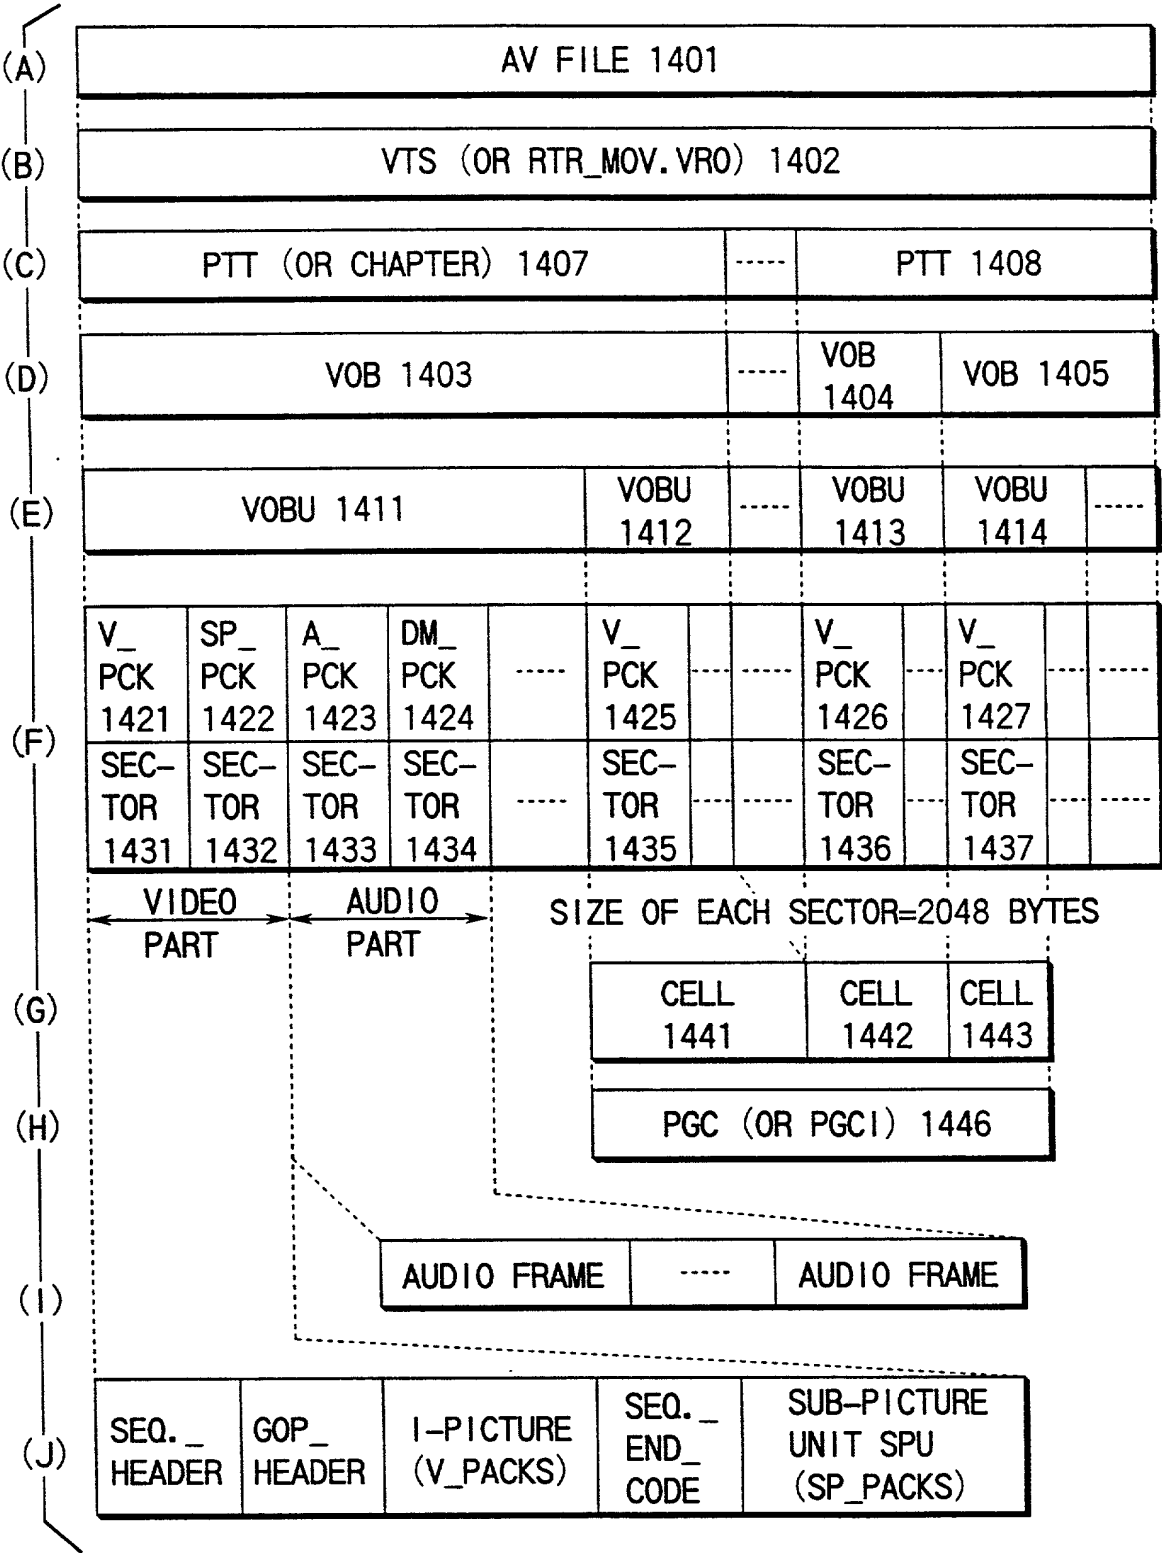 (A)
AV FILE 1401
(B)
VTS (OR RTR_MOV.VRO) 1402
(C)
PTT (OR CHAPTER) 1407 ----- PTT 1408
(D)
VOB 1403 ----- VOB 1404 VOB 1405
(E)
VOBU 1411 VOBU 1412 ----- VOBU 1413 VOBU 1414 -----
(F)
V_ SP_ A_ DM_ V_ V_ V_
PCK PCK PCK PCK ----- PCK ---- ----- PCK ---- PCK ---- -----
1421 1422 1423 1424 1425 1426 1427
SEC– SEC– SEC– SEC– SEC– SEC– SEC–
TOR TOR TOR TOR ----- TOR ---- ----- TOR ---- TOR ---- -----
1431 1432 1433 1434 1435 1436 1437
VIDEO PART
AUDIO PART
SIZE OF EACH SECTOR=2048 BYTES
(G)
CELL CELL CELL
1441 1442 1443
(H)
PGC (OR PGCI) 1446
(I)
AUDIO FRAME ----- AUDIO FRAME
(J)
SEQ._ HEADER
GOP_ HEADER
I–PICTURE
(V_PACKS)
SEQ._
END_
CODE
SUB–PICTURE
UNIT SPU
(SP_PACKS)